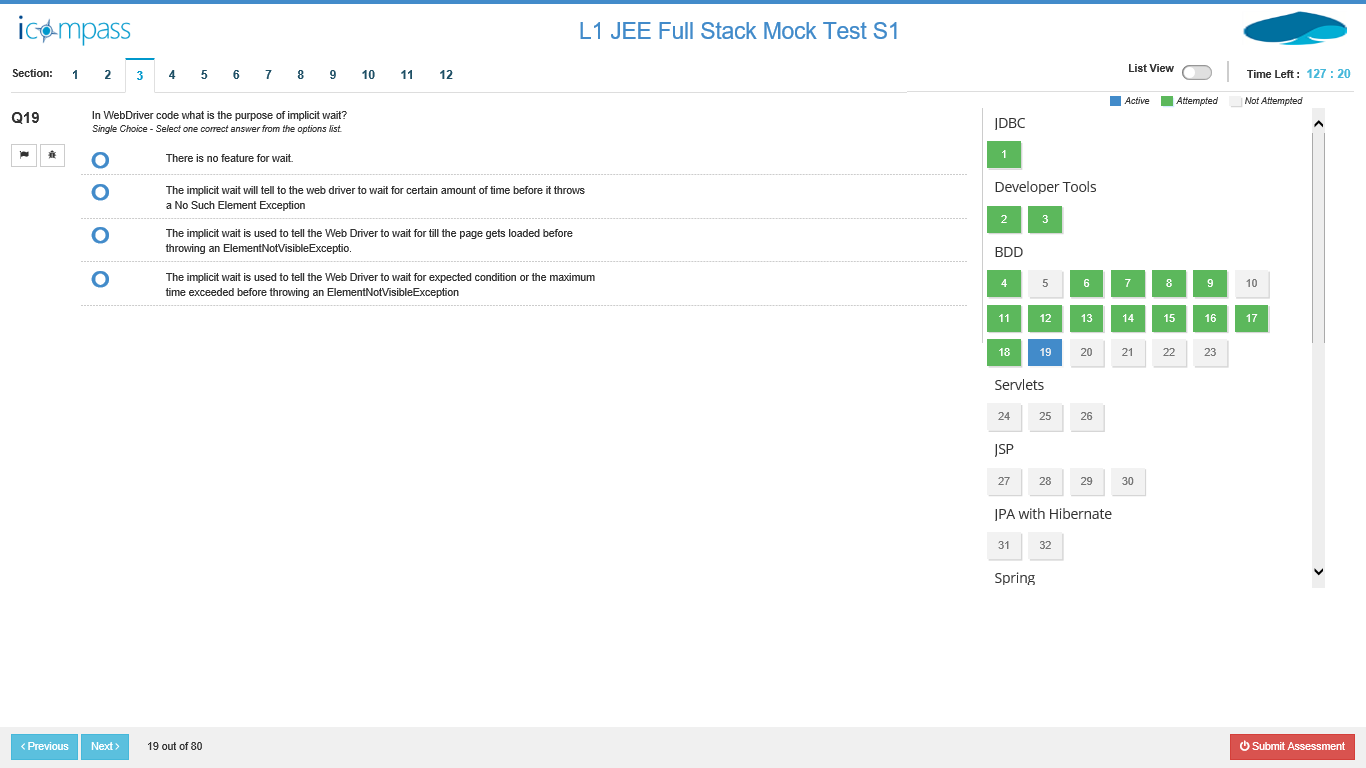 icompass
L1 JEE Full Stack Mock Test S1
Section: 1 2 3 4 5 6 7 8 9 10 11 12
List View
Time Left : 127 : 20
Active Attempted Not Attempted
Q19
In WebDriver code what is the purpose of implicit wait?
Single Choice - Select one correct answer from the options list.
There is no feature for wait.
The implicit wait will tell to the web driver to wait for certain amount of time before it throws
a No Such Element Exception
The implicit wait is used to tell the Web Driver to wait for till the page gets loaded before
throwing an ElementNotVisibleExceptio.
The implicit wait is used to tell the Web Driver to wait for expected condition or the maximum
time exceeded before throwing an ElementNotVisibleException
JDBC
1
Developer Tools
2 3
BDD
4 5 6 7 8 9 10
11 12 13 14 15 16 17
18 19 20 21 22 23
Servlets
24 25 26
JSP
27 28 29 30
JPA with Hibernate
31 32
Spring
Previous Next 19 out of 80
Submit Assessment